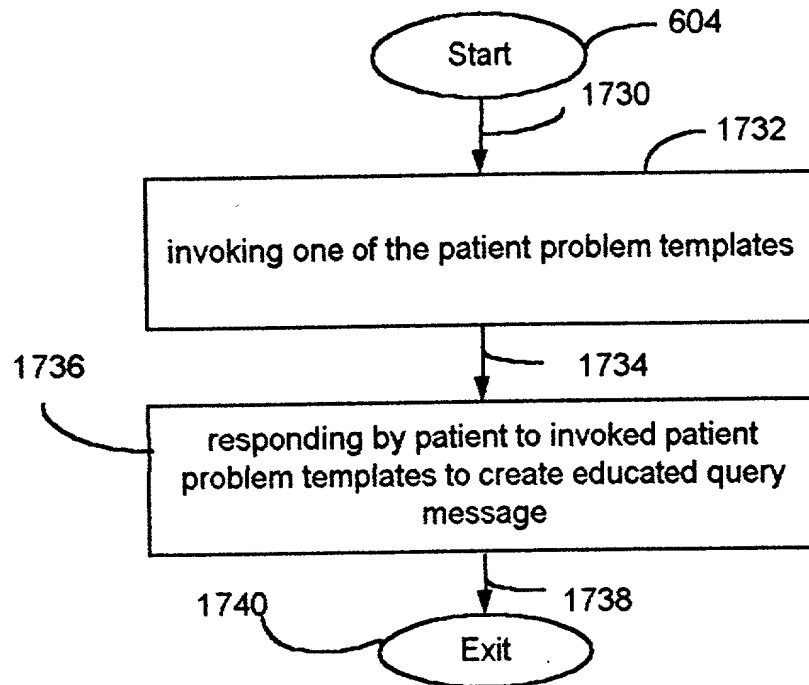 Start
604
1730
1732
invoking one of the patient problem templates
1734
1736
responding by patient to invoked patient
problem templates to create educated query
message
1738
1740
Exit